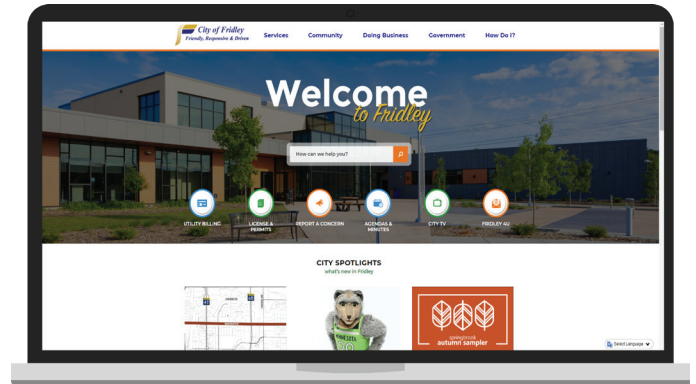 City of Fridley
Friendly, Responsive & Driven
Services
Community
Doing Business
Government
How Do I?
Welcome
to Fridley
How can we help you?
UTILITY BILLING
LICENSE &
PERMITS
REPORT A CONCERN
AGENDAS &
MINUTES
CITY TV
FRIDLEY 4U
CITY SPOTLIGHTS
what's new in Fridley
MINNESOTA
springbrook
autumn sampler
Select Language